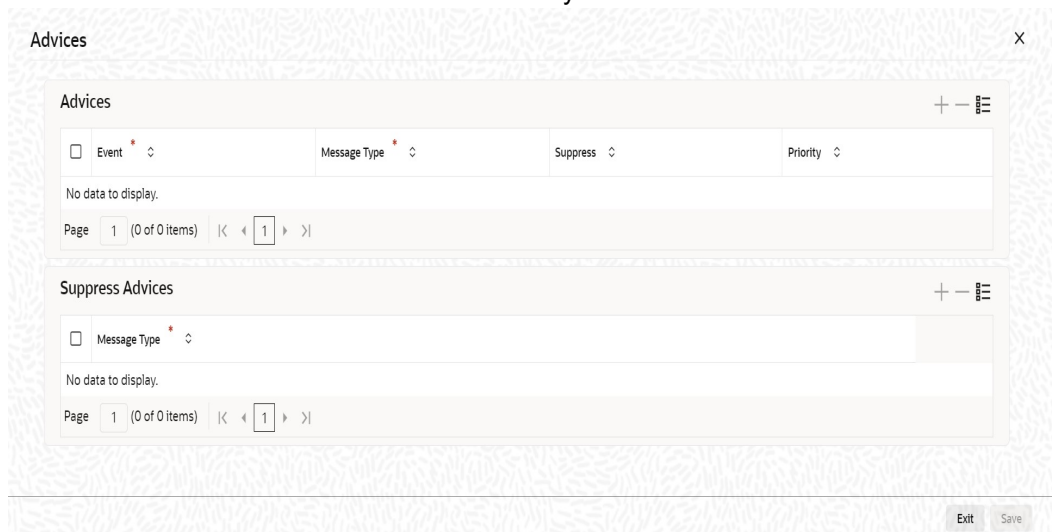 Advices X
Advices
Event * Message Type * Suppress Priority
No data to display.
Page 1 (0 of 0 items) 1
Suppress Advices
Message Type *
No data to display.
Page 1 (0 of 0 items) 1
Exit Save